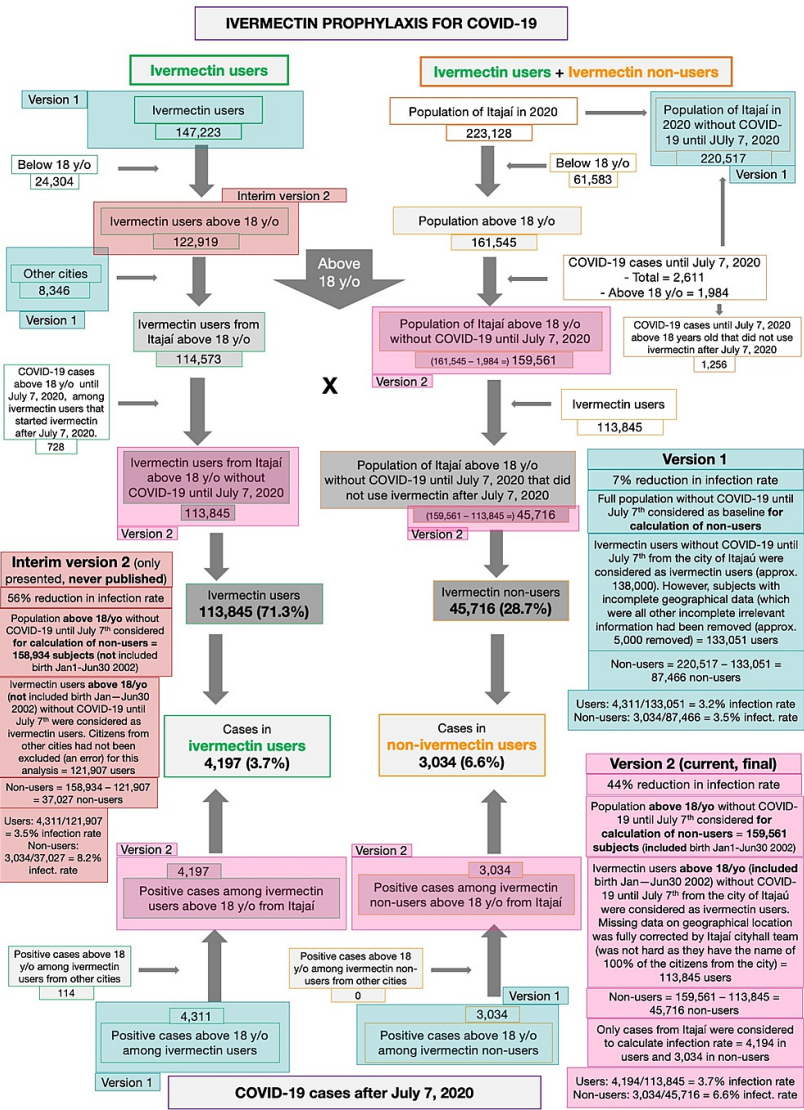 IVERMECTIN PROPHYLAXIS FOR COVID-19
Ivermectin users
Version 1
Ivermectin users
147,223
Below 18 y/o
24,304
Interim version 2
Ivermectin users above 18 y/o
122,919
Other cities
8,346
Version 1
Ivermectin users from
Itajaí above 18 y/o
114,573
COVID-19 cases
above 18 y/o until
July 7, 2020, among
ivermectin users that
started ivermectin
after July 7, 2020.
728
Ivermectin users from Itajaí
above 18 y/o without
COVID-19 until July 7, 2020
113,845
Version 2
Above
18 y/o
X
Ivermectin users + Ivermectin non-users
Population of Itajaí in 2020
223,128
Population of Itajaí in
2020 without COVID-
19 until JUly 7, 2020
220,517
Version 1
Below 18 y/o
61,583
Population above 18 y/o
161,545
COVID-19 cases until July 7, 2020
- Total = 2,611
- Above 18 y/o = 1,984
Population of Itajaí above 18 y/o
without COVID-19 until July 7, 2020
(161,545 – 1,984 =) 159,561
Version 2
COVID-19 cases until July 7, 2020
above 18 years old that did not use
ivermectin after July 7, 2020
1,256
Ivermectin users
113,845
Population of Itajaí above 18 y/o
without COVID-19 until July 7, 2020 that did
not use ivermectin after July 7, 2020
(159,561 – 113,845 =) 45,716
Version 2
Interim version 2 (only
presented, never published)
56% reduction in infection rate
Population above 18/yo without
COVID-19 until July 7th considered
for calculation of non-users =
158,934 subjects (not included
birth Jan1-Jun30 2002)
Ivermectin users above 18/yo
(not included birth Jan—Jun30
2002) without COVID-19 until
July 7th were considered as
ivermectin users. Citizens from
other cities had not been
excluded (an error) for this
analysis = 121,907 users
Non-users = 158,934 – 121,907
= 37,027 non-users
Users: 4,311/121,907
= 3.5% infection rate
Non-users:
3,034/37,027 = 8.2%
infect. rate
Ivermectin users
113,845 (71.3%)
Ivermectin non-users
45,716 (28.7%)
Cases in
ivermectin users
4,197 (3.7%)
Cases in
non-ivermectin users
3,034 (6.6%)
Version 2
4,197
Positive cases among ivermectin
users above 18 y/o from Itajaí
Version 2
3,034
Positive cases among ivermectin
non-users above 18 y/o from Itajaí
Positive cases above 18
y/o among ivermectin
users from other cities
114
Positive cases above 18
y/o among ivermectin non-
users from other cities
0
4,311
Positive cases above 18 y/o
among ivermectin users
Version 1
Version 1
3,034
Positive cases above 18 y/o
among ivermectin non-users
COVID-19 cases after July 7, 2020
Version 1
7% reduction in infection rate
Full population without COVID-19 until
July 7th considered as baseline for
calculation of non-users
Ivermectin users without COVID-19 until
July 7th from the city of Itajaú
were considered as ivermectin users (approx.
138,000). However, subjects with
incomplete geographical data (which
were all other incomplete irrelevant
information had been removed (approx.
5,000 removed) = 133,051 users
Non-users = 220,517 – 133,051 =
87,466 non-users
Users: 4,311/133,051 = 3.2% infection rate
Non-users: 3,034/87,466 = 3.5% infect. rate
Version 2 (current, final)
44% reduction in infection rate
Population above 18/yo without COVID-
19 until July 7th considered for
calculation of non-users = 159,561
subjects (included birth Jan1-Jun30 2002)
Ivermectin users above 18/yo (included
birth Jan—Jun30 2002) without COVID-
19 until July 7th from the city of Itajaú
were considered as ivermectin users.
Missing data on geographical location
was fully corrected by Itajaí cityhall team
(was not hard as they have the name of
100% of the citizens from the city) =
113,845 users
Non-users = 159,561 – 113,845 =
45,716 non-users
Only cases from Itajaí were considered
to calculate infection rate = 4,194 in
users and 3,034 in non-users
Users: 4,194/113,845 = 3.7% infection rate
Non-users: 3,034/45,716 = 6.6% infect. rate